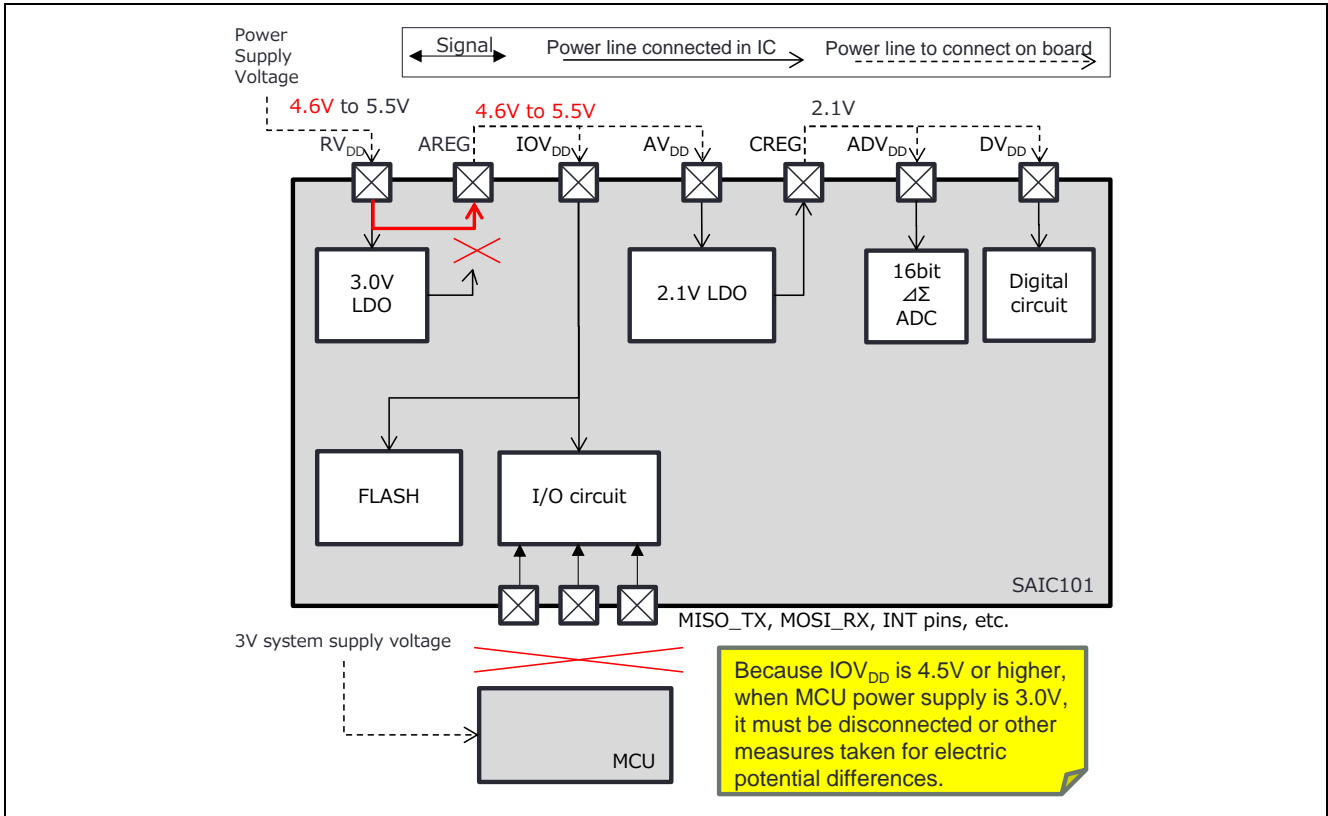 Power
Supply
Voltage
Signal
Power line connected in IC
Power line to connect on board
4.6V to 5.5V
4.6V to 5.5V
2.1V
RVDD
AREG
IOVDD
AVDD
CREG
ADVDD
DVDD
3.0V
LDO
2.1V LDO
16bit
⊿Σ
ADC
Digital
circuit
FLASH
I/O circuit
SAIC101
MISO_TX, MOSI_RX, INT pins, etc.
3V system supply voltage
MCU
Because IOVDD is 4.5V or higher,
when MCU power supply is 3.0V,
it must be disconnected or other
measures taken for electric
potential differences.